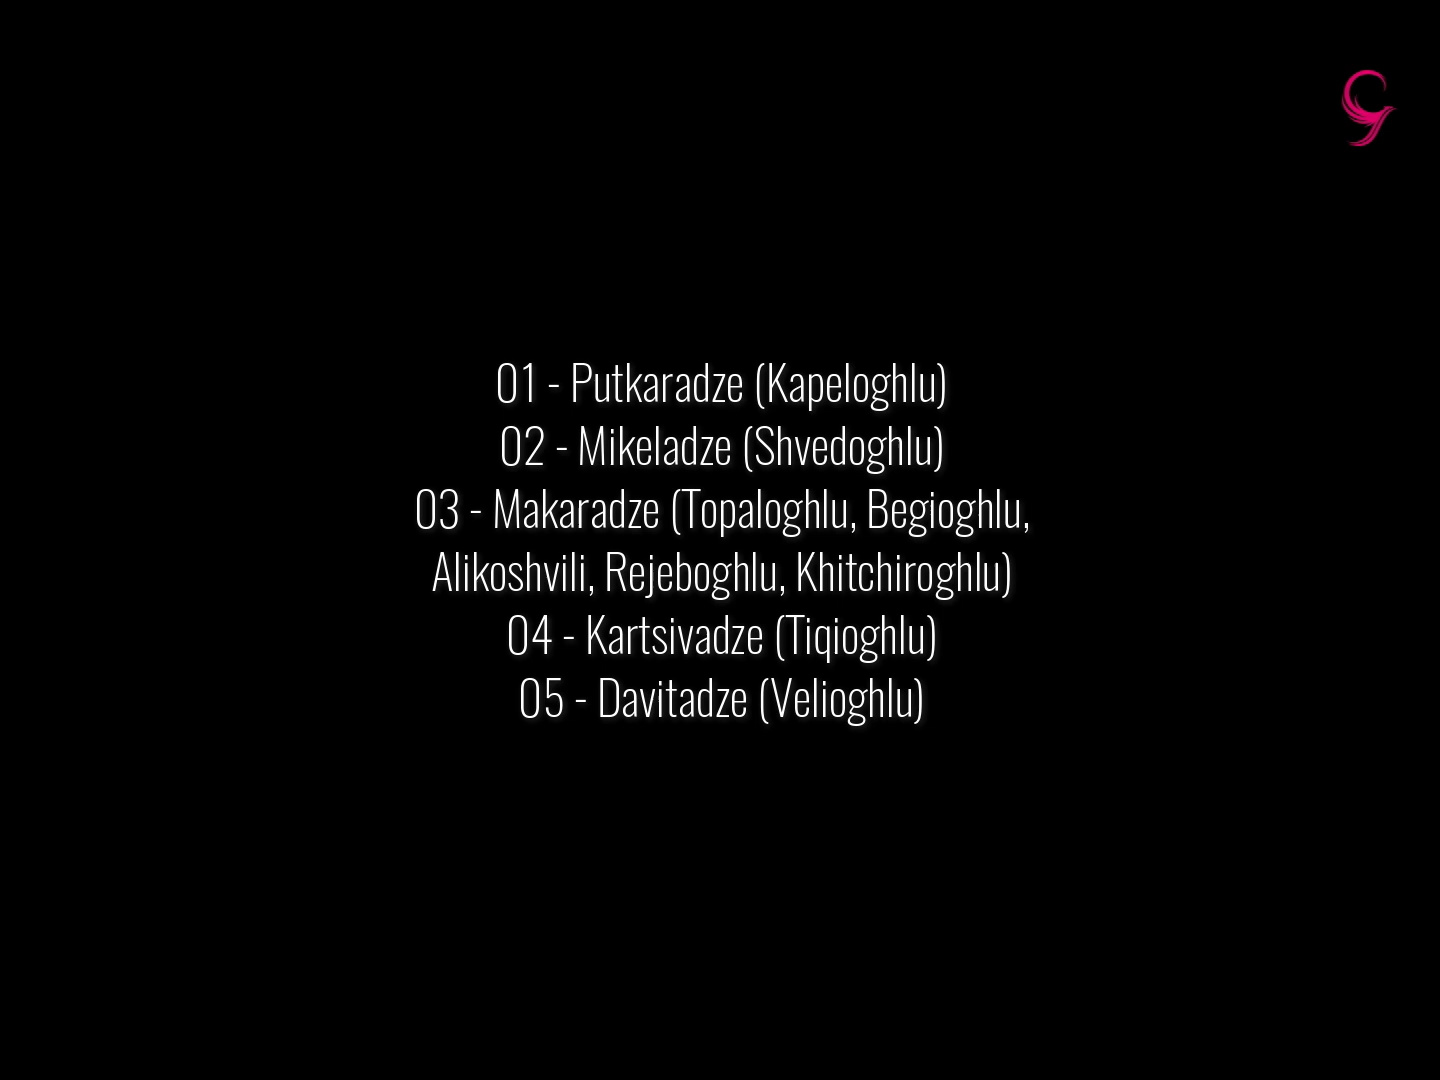 01 - Putkaradze (Kapeloghlu)
02 - Mikeladze (Shvedoghlu)
03 - Makaradze (Topaloghlu, Begioghlu,
Alikoshvili, Rejeboghlu, Khitchiroghlu)
04 - Kartsivadze (Tiqioghlu)
05 - Davitadze (Velioghlu)